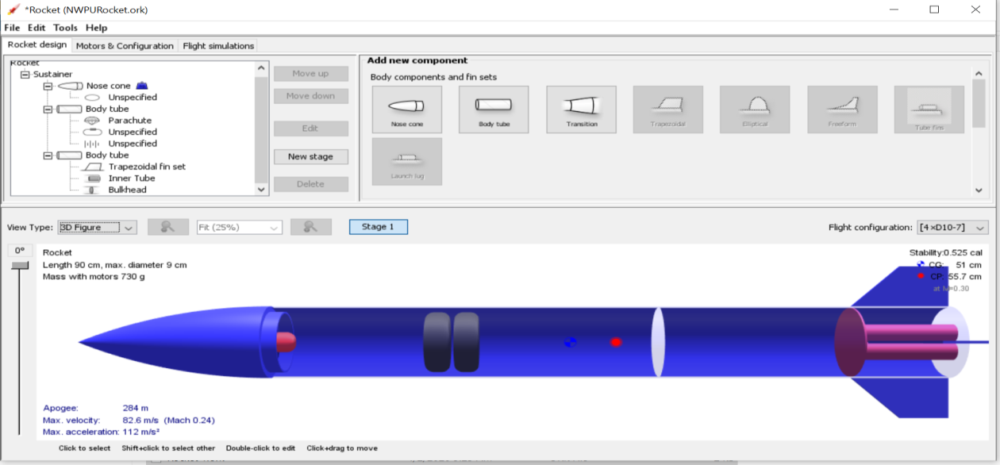 *Rocket (NWPURocket.ork)
File Edit Tools Help
Rocket design Motors & Configuration Flight simulations
Rocket
Sustainer
Nose cone
Unspecified
Body tube
Parachute
Unspecified
Unspecified
Body tube
Trapezoidal fin set
Inner Tube
Bulkhead
Move up
Move down
Edit
New stage
Delete
Add new component
Body components and fin sets
Nose cone Body tube Transition Trapezoidal Elliptical Freeform Tube fins
Launch lug
View Type: 3D Figure Fit (25%) Stage 1 Flight configuration: [4×D10-7]
0°
Rocket
Length 90 cm, max. diameter 9 cm
Mass with motors 730 g
Stability:0.525 cal
CG: 51 cm
CP: 55.7 cm
at M=0.30
Apogee: 284 m
Max. velocity: 82.6 m/s (Mach 0.24)
Max. acceleration: 112 m/s²
Click to select Shift+click to select other Double-click to edit Click+drag to move